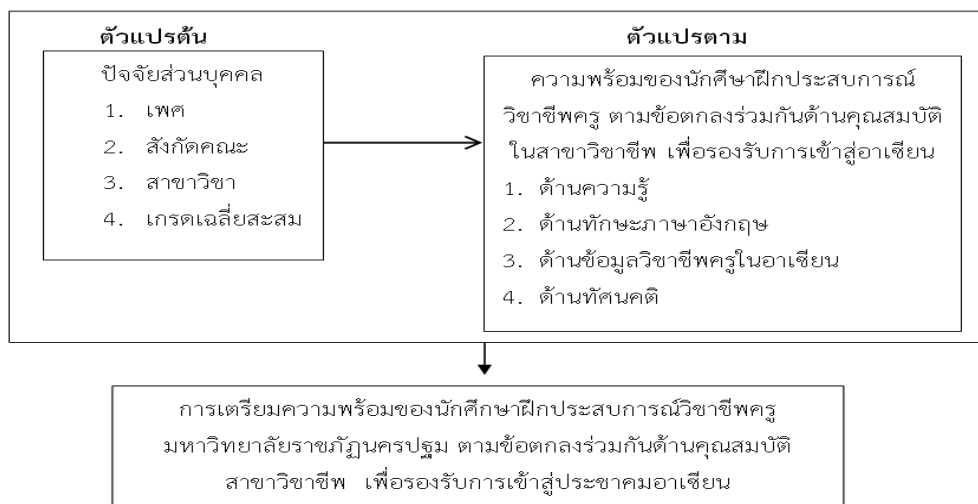 ตัวแปรต้น
ปัจจัยส่วนบุคคล
1. เพศ
2. สังกัดคณะ
3. สาขาวิชา
4. เกรดเฉลี่ยสะสม
ตัวแปรตาม
ความพร้อมของนักศึษาฝึกประสบการณ์
วิชาชีพครู ตามข้อตกลงร่วมกันด้านคุณสมบัติ
ในสาขาวิชาชีพ เพื่อรองรับการเข้าสู่อาเซียน
1. ด้านความรู้
2. ด้านทักษะภาษาอังกฤษ
3. ด้านข้อมูลวิชาชีพครูในอาเซียน
4. ด้านทัศนคติ
การเตรียมความพร้อมของนักศึกษาฝึกประสบการณ์วิชาชีพครู
มหาวิทยาลัยราชภัฏนครปฐม ตามข้อตกลงร่วมกันด้านคุณสมบัติ
สาขาวิชาชีพ เพื่อรองรับการเข้าสู่ประชาคมอาเซียน